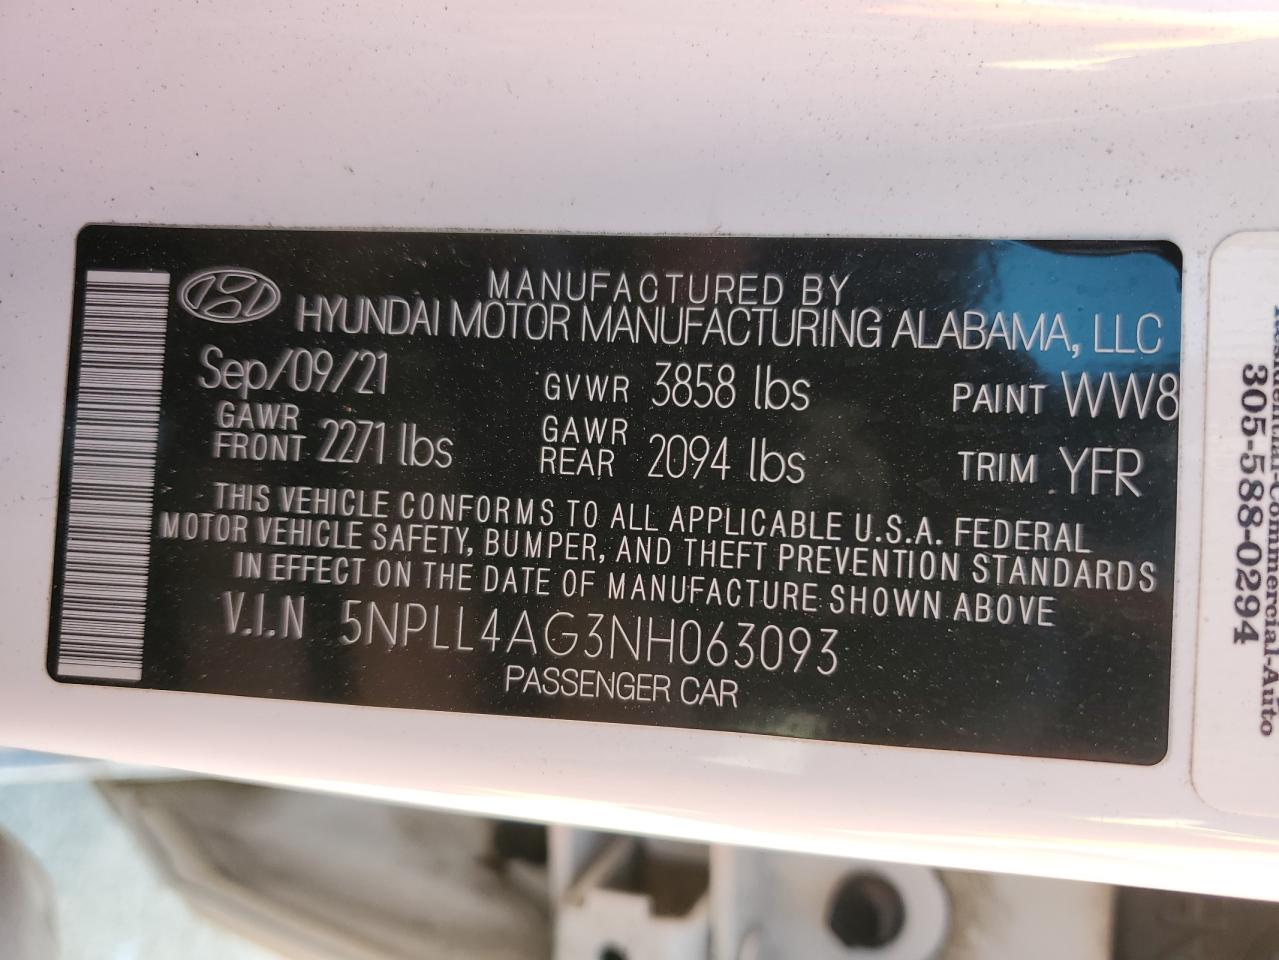 MANUFACTURED BY
HYUNDAI MOTOR MANUFACTURING ALABAMA, LLC
Sep/09/21 GVWR 3858 lbs PAINT WW8
GAWR FRONT 2271 lbs GAWR REAR 2094 lbs TRIM YFR
THIS VEHICLE CONFORMS TO ALL APPLICABLE U.S.A. FEDERAL
MOTOR VEHICLE SAFETY, BUMPER, AND THEFT PREVENTION STANDARDS
IN EFFECT ON THE DATE OF MANUFACTURE SHOWN ABOVE
V.I.N 5NPLL4AG3NH063093
PASSENGER CAR
Residential-Commercial-Auto
305-588-0294